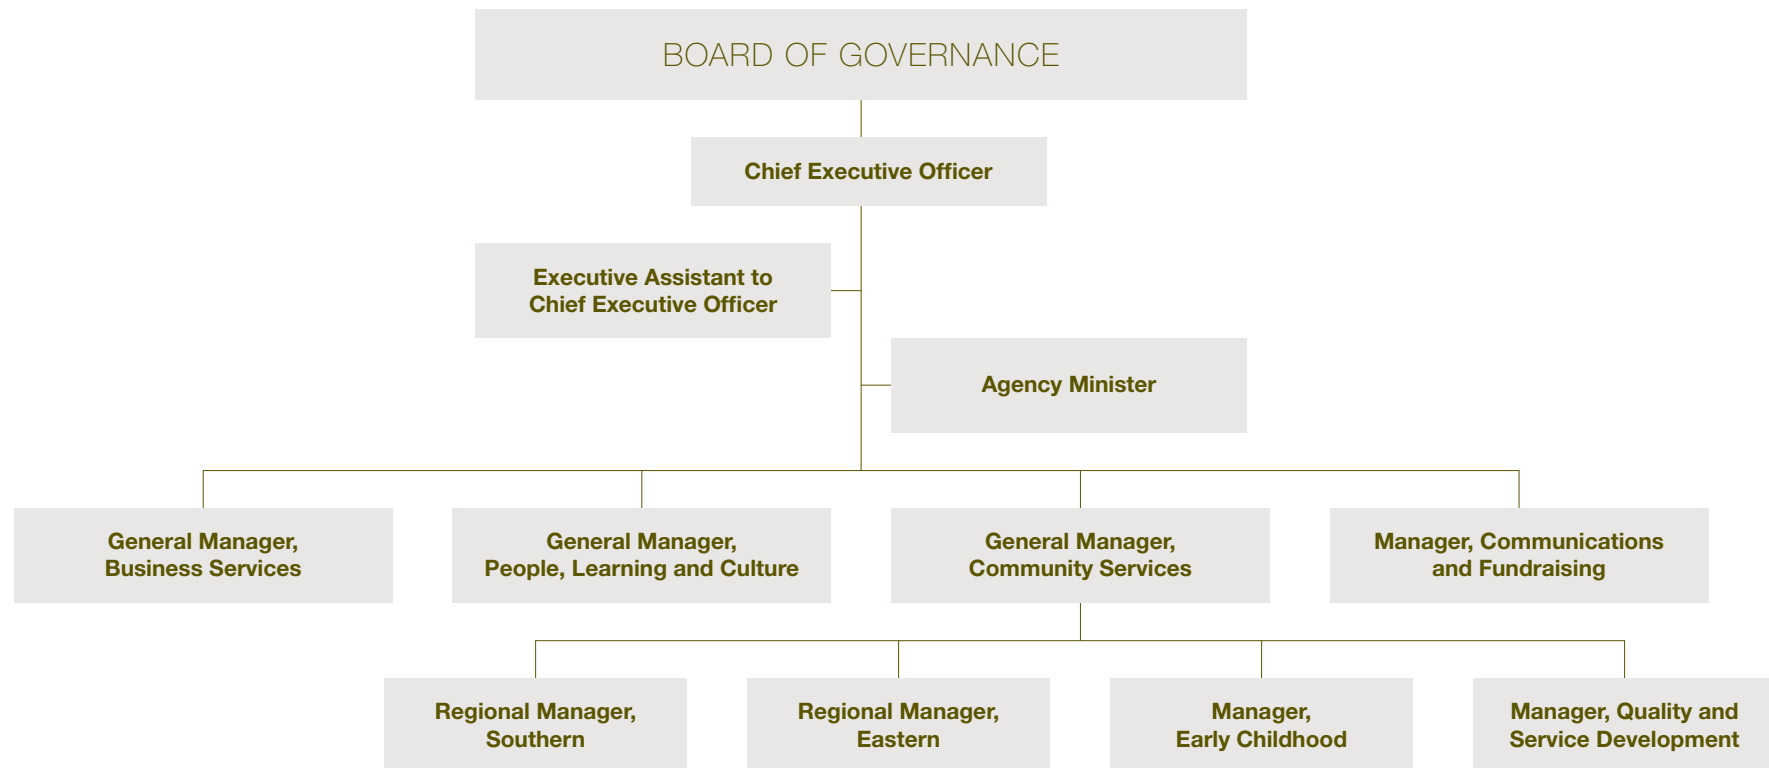 BOARD OF GOVERNANCE
Chief Executive Officer
Executive Assistant to
Chief Executive Officer
Agency Minister
General Manager,
Business Services
General Manager,
People, Learning and Culture
General Manager,
Community Services
Manager, Communications
and Fundraising
Regional Manager,
Southern
Regional Manager,
Eastern
Manager,
Early Childhood
Manager, Quality and
Service Development